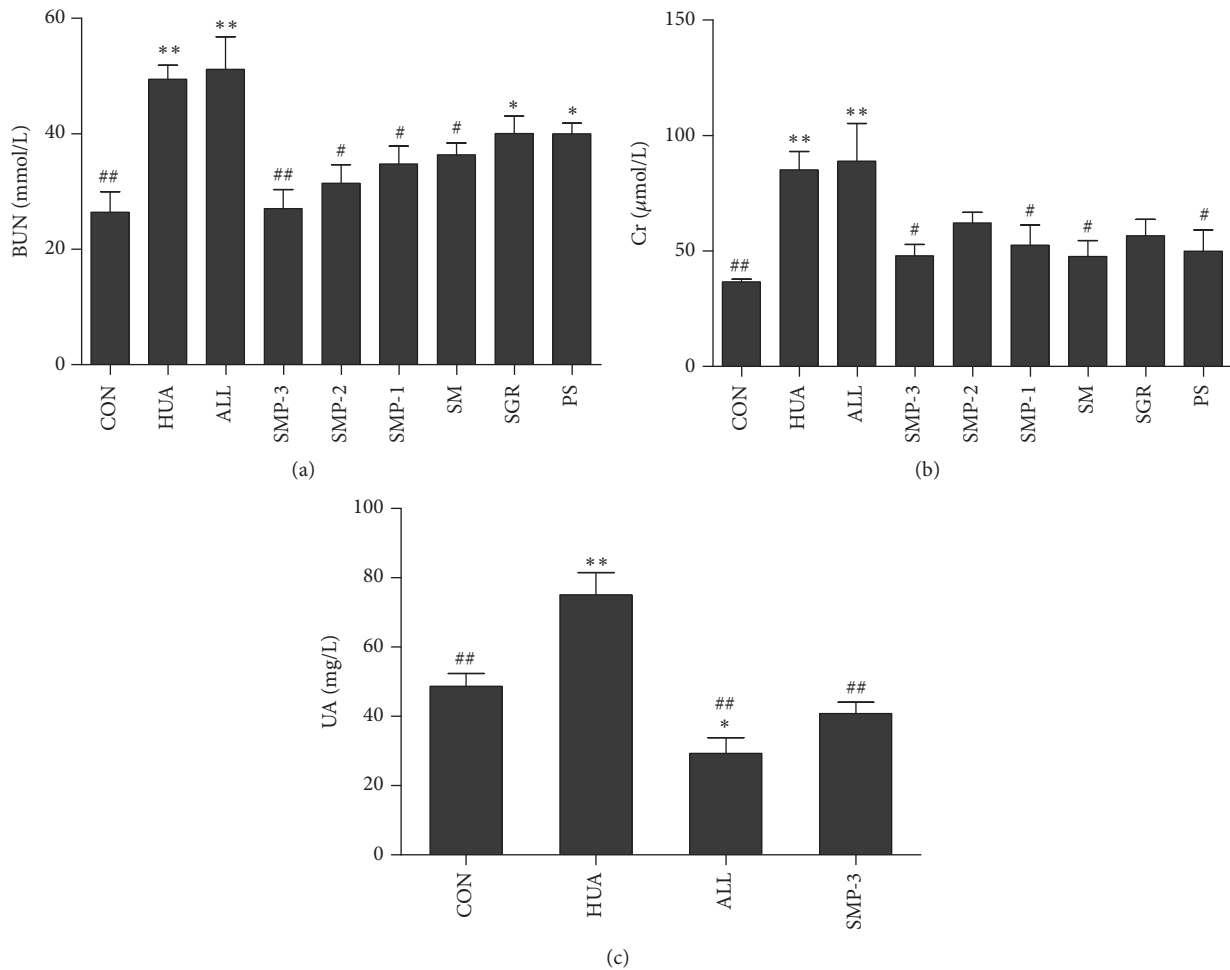 60
40
20
0
BUN (mmol/L)
##
**
**
##
#
#
#
*
*
CON
HUA
ALL
SMP-3
SMP-2
SMP-1
SM
SGR
PS
(a)
150
100
50
0
Cr (μmol/L)
##
**
**
#
#
#
#
CON
HUA
ALL
SMP-3
SMP-2
SMP-1
SM
SGR
PS
(b)
100
80
60
40
20
0
UA (mg/L)
##
**
##
*
##
CON
HUA
ALL
SMP-3
(c)